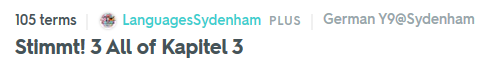 105 terms LanguagesSydenham PLUS German Y9@Sydenham
Stimmt! 3 All of Kapitel 3